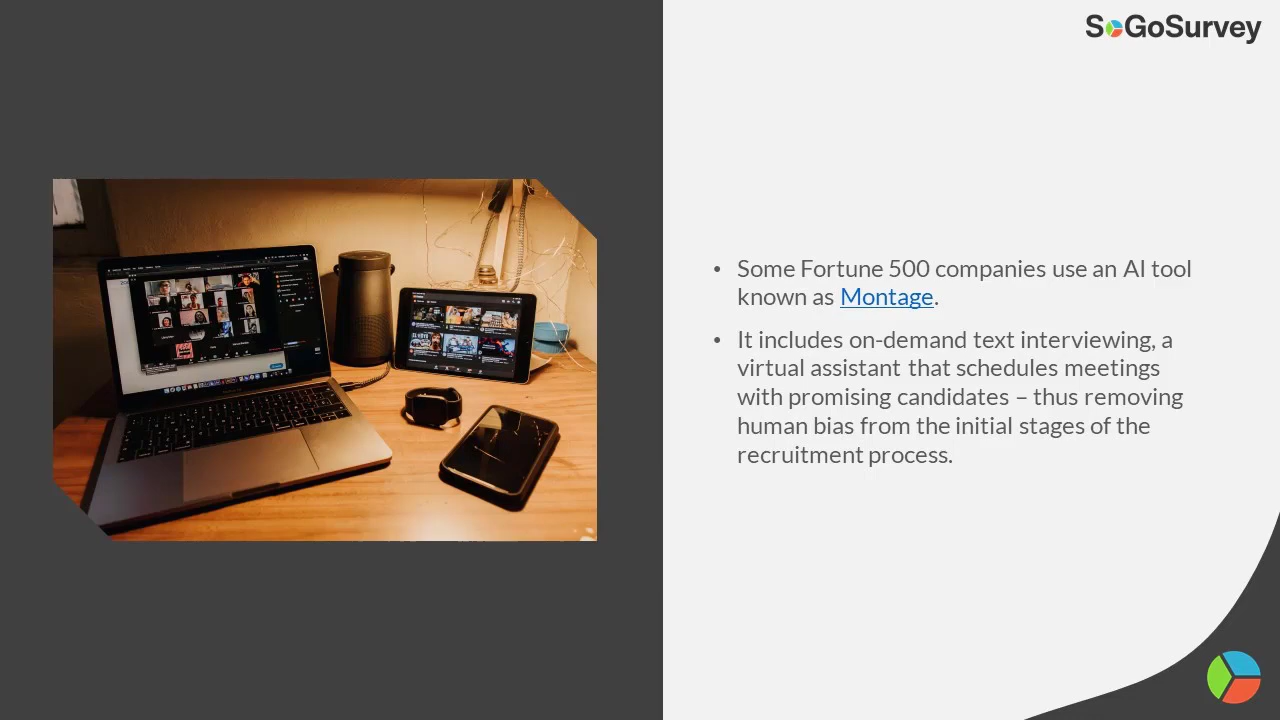 SoGoSurvey
• Some Fortune 500 companies use an AI tool
known as Montage.
• It includes on-demand text interviewing, a
virtual assistant that schedules meetings
with promising candidates – thus removing
human bias from the initial stages of the
recruitment process.